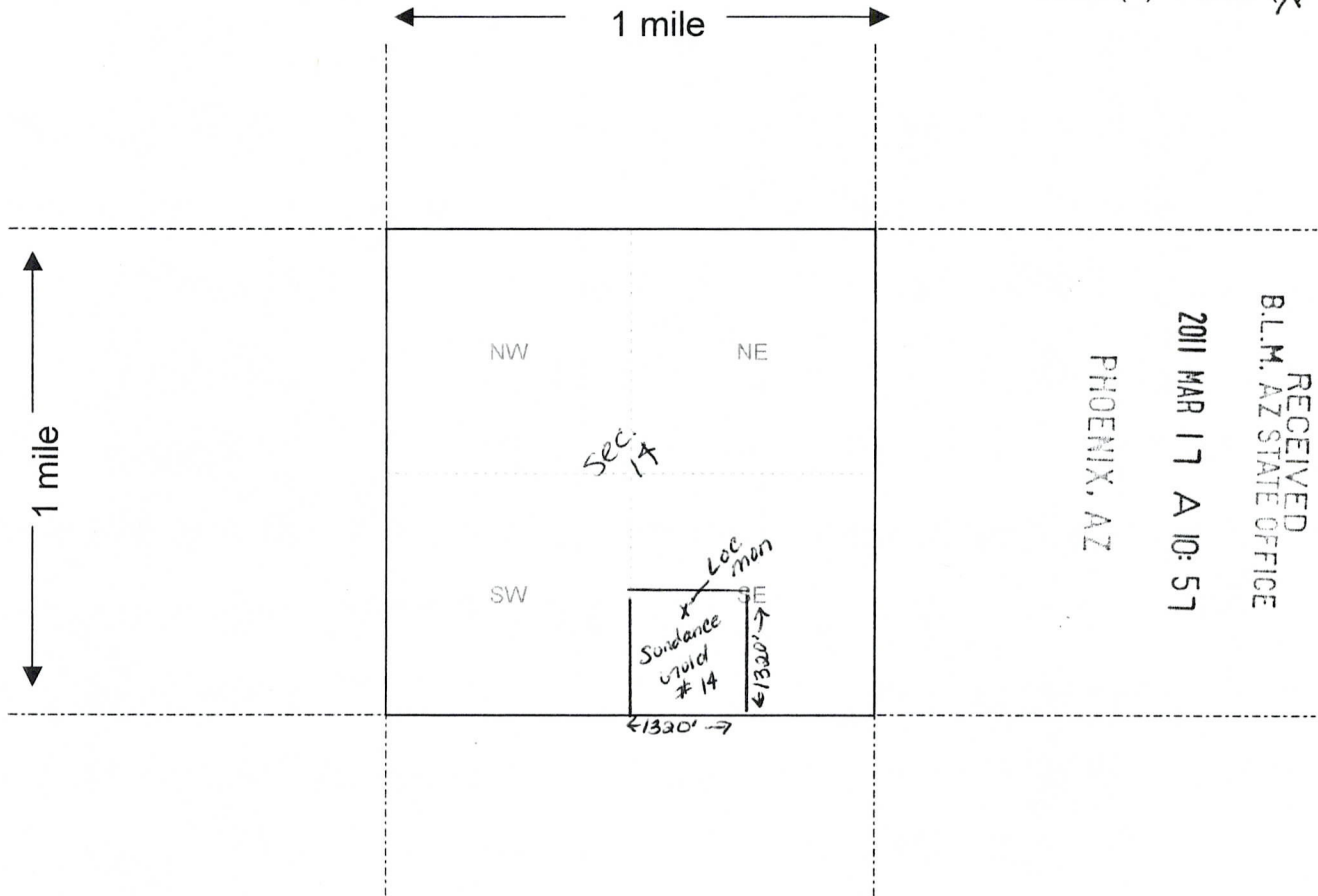 1 mile
1 mile
NW
NE
Sec.
14
SW
SE
Loc
mon
x
Sundance
Gold
# 14
1320'
←1320'→
RECEIVED
B.L.M. AZ STATE OFFICE
2011 MAR 17 A 10: 57
PHOENIX, AZ